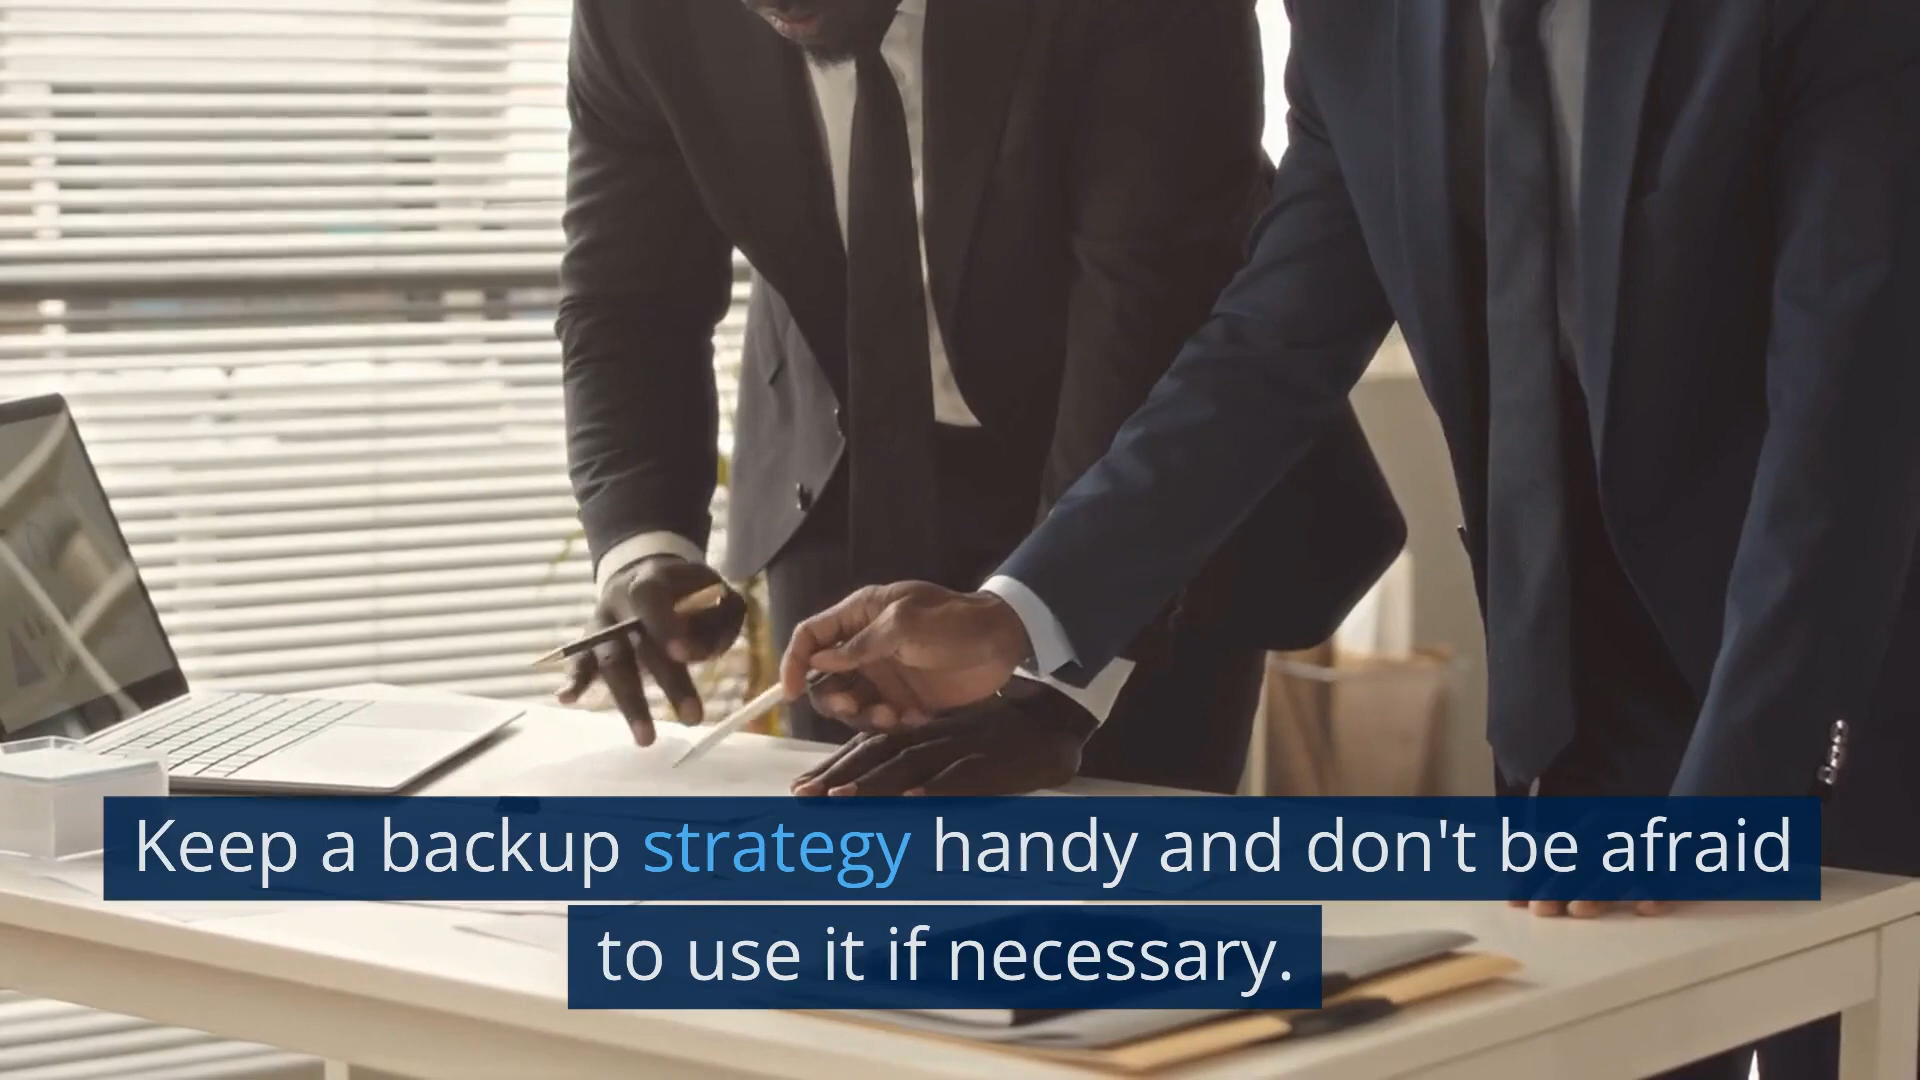 Keep a backup strategy handy and don't be afraid
to use it if necessary.